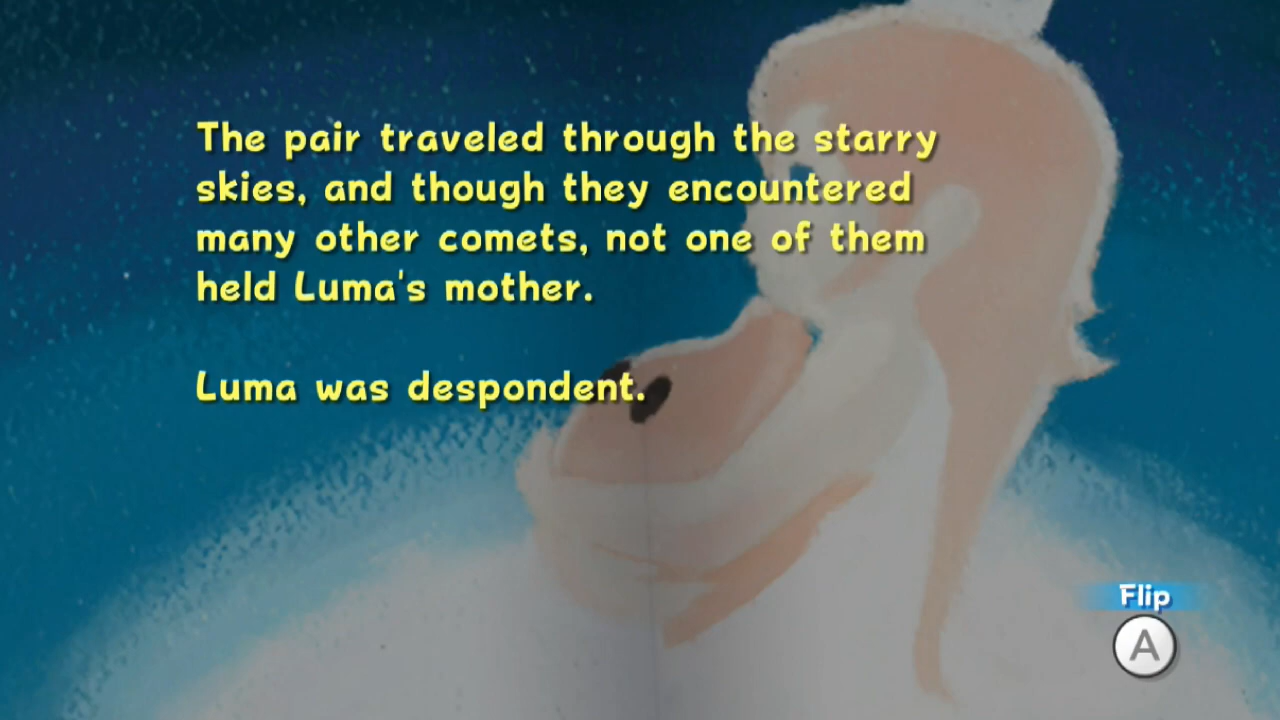 The pair traveled through the starry
skies, and though they encountered
many other comets, not one of them
held Luma's mother.
Luma was despondent.
Flip
A